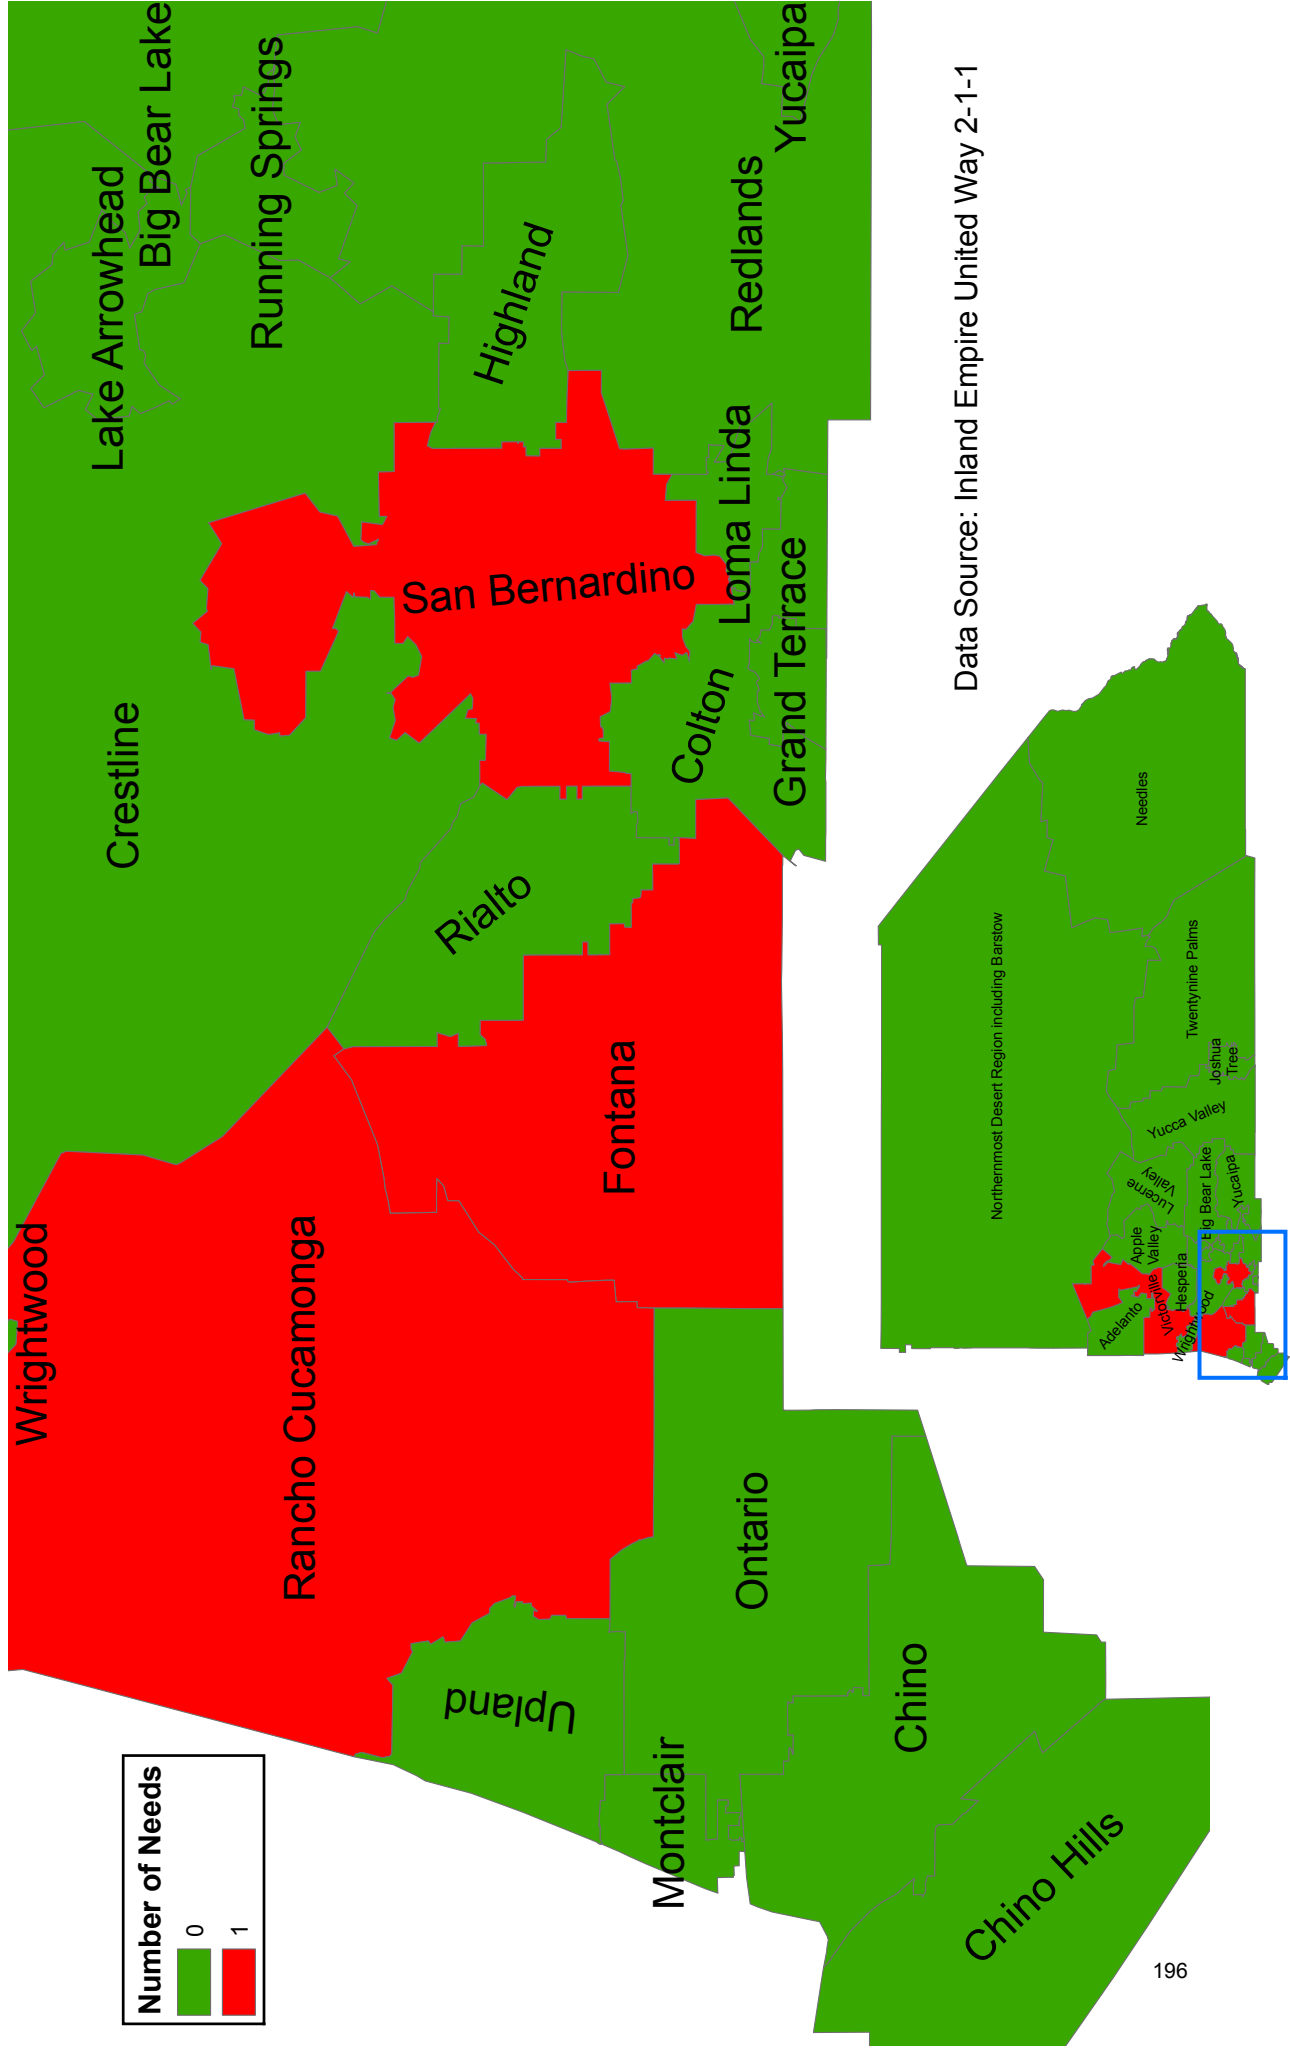 Number of Needs
0
1
Wrightwood
Rancho Cucamonga
Upland
Montclair
Ontario
Chino
Chino Hills
Fontana
Rialto
Crestline
San Bernardino
Colton
Grand Terrace
Loma Linda
Lake Arrowhead
Big Bear Lake
Running Springs
Highland
Redlands
Yucaipa
Data Source: Inland Empire United Way 2-1-1
Northernmost Desert Region including Barstow
Needles
Twentynine Palms
Joshua
Tree
Yucca Valley
Lucerne
Valley
Big Bear Lake
Yucaipa
Apple
Valley
Hesperia
Victorville
Adelanto
Wrightwood
196